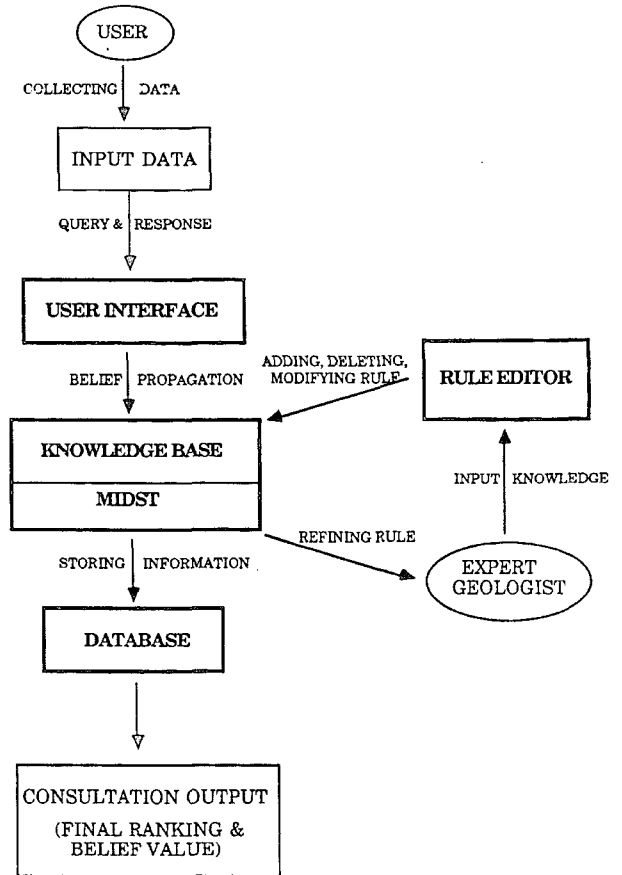 USER
COLLECTING DATA
INPUT DATA
QUERY & RESPONSE
USER INTERFACE
BELIEF PROPAGATION
ADDING, DELETING,
MODIFYING RULE
RULE EDITOR
KNOWLEDGE BASE
MIDST
INPUT KNOWLEDGE
REFINING RULE
EXPERT
GEOLOGIST
STORING INFORMATION
DATABASE
CONSULTATION OUTPUT
(FINAL RANKING &
BELIEF VALUE)